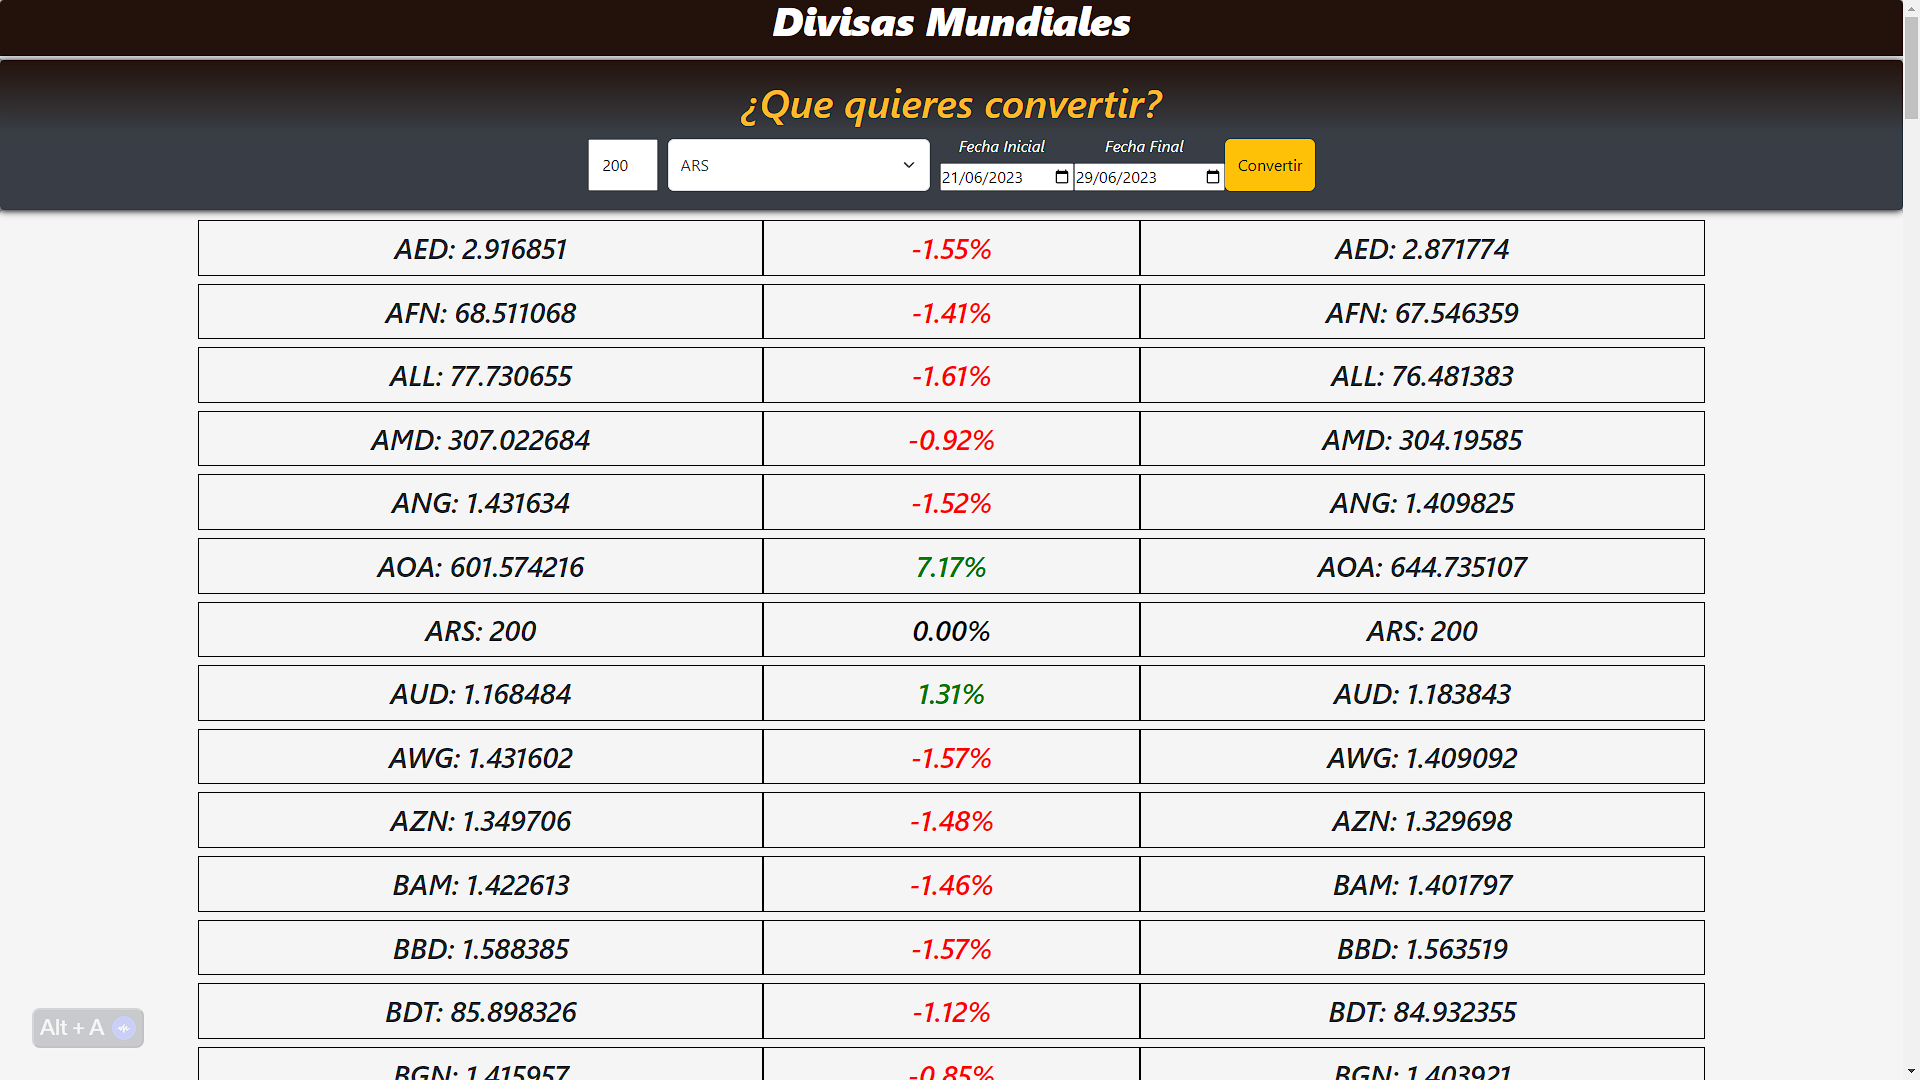 Divisas Mundiales
¿Que quieres convertir?
Fecha Inicial Fecha Final
200 ARS 21/06/2023 29/06/2023 Convertir
AED: 2.916851 -1.55% AED: 2.871774
AFN: 68.511068 -1.41% AFN: 67.546359
ALL: 77.730655 -1.61% ALL: 76.481383
AMD: 307.022684 -0.92% AMD: 304.19585
ANG: 1.431634 -1.52% ANG: 1.409825
AOA: 601.574216 7.17% AOA: 644.735107
ARS: 200 0.00% ARS: 200
AUD: 1.168484 1.31% AUD: 1.183843
AWG: 1.431602 -1.57% AWG: 1.409092
AZN: 1.349706 -1.48% AZN: 1.329698
BAM: 1.422613 -1.46% BAM: 1.401797
BBD: 1.588385 -1.57% BBD: 1.563519
BDT: 85.898326 -1.12% BDT: 84.932355
Alt + A
BGN: 1.415957 -0.85% BGN: 1.403921